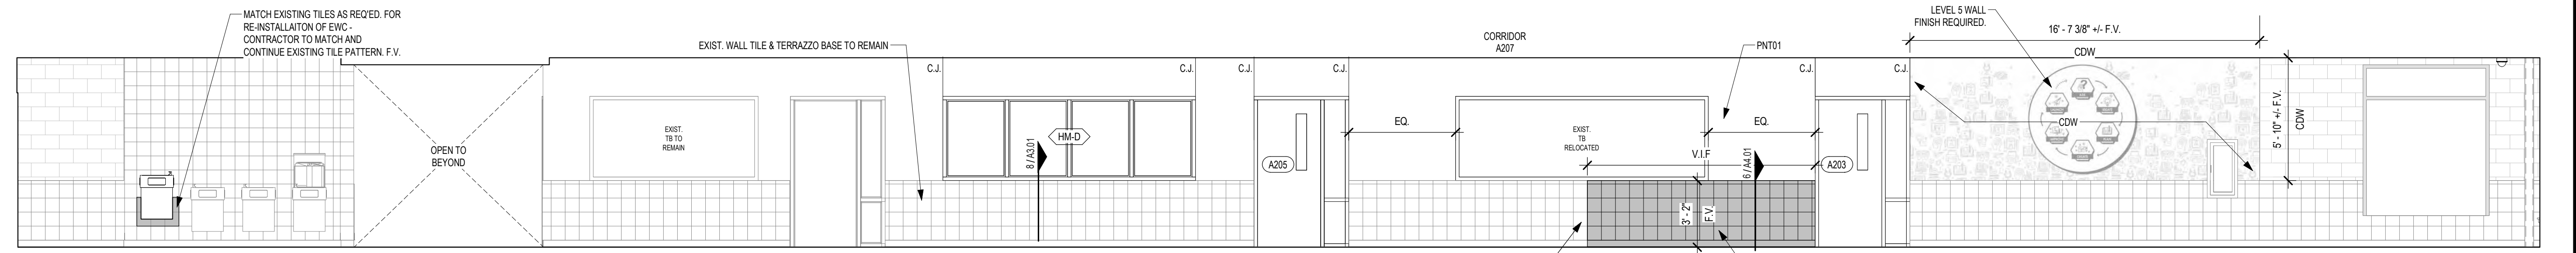 MATCH EXISTING TILES AS REQ'ED. FOR
RE-INSTALLAITON OF EWC -
CONTRACTOR TO MATCH AND
CONTINUE EXISTING TILE PATTERN. F.V.
OPEN TO
BEYOND
EXIST.
TB TO
REMAIN
EXIST. WALL TILE & TERRAZZO BASE TO REMAIN
C.J.
HM-D
8 / A3.01
C.J.
C.J.
A205
C.J.
EQ.
CORRIDOR
A207
EXIST.
TB
RELOCATED
V.I.F
3' - 2"
F.V.
PNT01
EQ.
6 / A4.01
C.J.
A203
C.J.
LEVEL 5 WALL
FINISH REQUIRED.
16' - 7 3/8" +/- F.V.
CDW
CDW
5' - 10" +/- F.V.
CDW